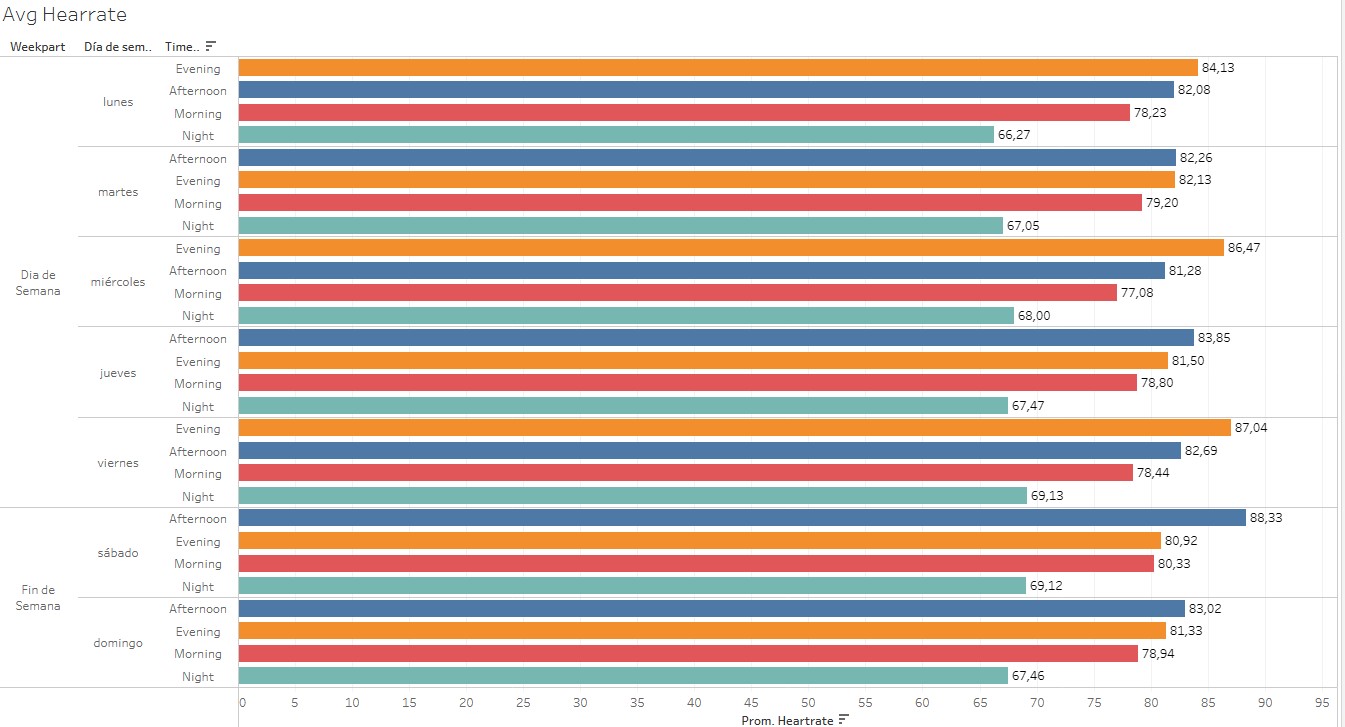 Avg Hearrate
Weekpart Día de sem.. Time..
Dia de Semana
lunes
Evening 84,13
Afternoon 82,08
Morning 78,23
Night 66,27
martes
Afternoon 82,26
Evening 82,13
Morning 79,20
Night 67,05
miércoles
Evening 86,47
Afternoon 81,28
Morning 77,08
Night 68,00
jueves
Afternoon 83,85
Evening 81,50
Morning 78,80
Night 67,47
viernes
Evening 87,04
Afternoon 82,69
Morning 78,44
Night 69,13
Fin de Semana
sábado
Afternoon 88,33
Evening 80,92
Morning 80,33
Night 69,12
domingo
Afternoon 83,02
Evening 81,33
Morning 78,94
Night 67,46
0 5 10 15 20 25 30 35 40 45 50 55 60 65 70 75 80 85 90 95
Prom. Heartrate